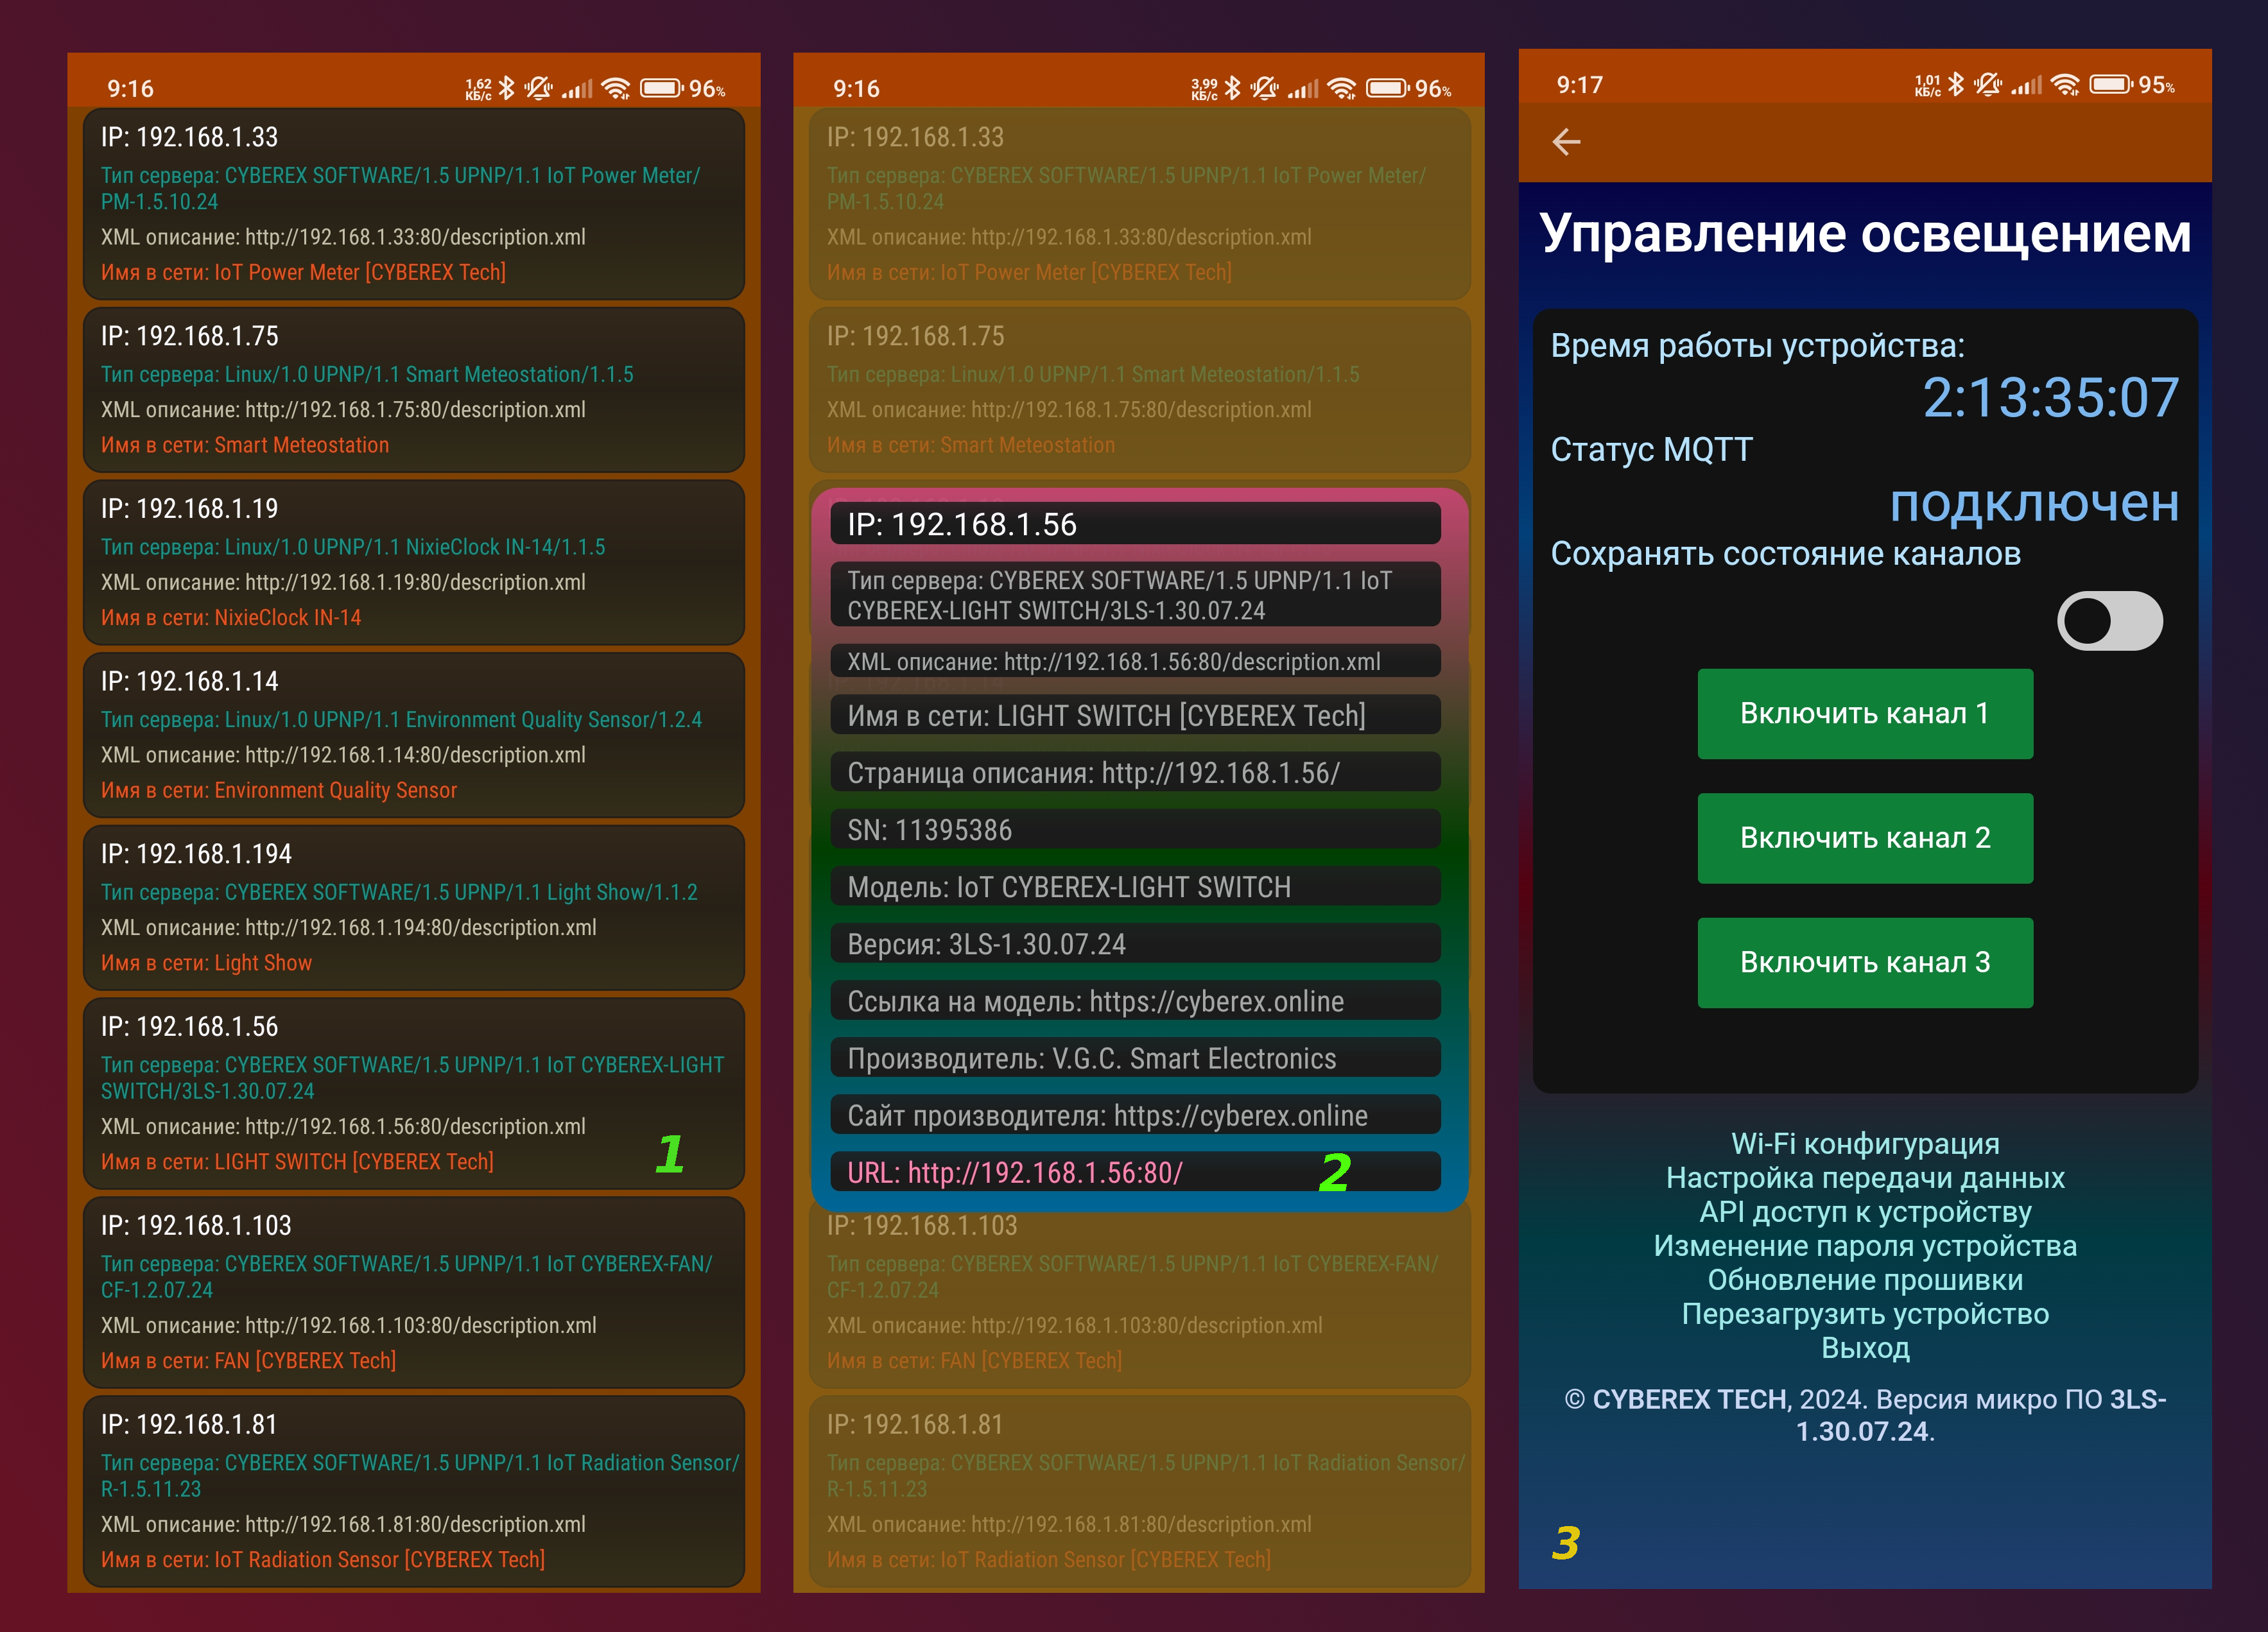 9:16
1,62
КБ/с
96%
IP: 192.168.1.33
Тип сервера: CYBEREX SOFTWARE/1.5 UPNP/1.1 IoT Power Meter/
PM-1.5.10.24
XML описание: http://192.168.1.33:80/description.xml
Имя в сети: IoT Power Meter [CYBEREX Tech]
IP: 192.168.1.75
Тип сервера: Linux/1.0 UPNP/1.1 Smart Meteostation/1.1.5
XML описание: http://192.168.1.75:80/description.xml
Имя в сети: Smart Meteostation
IP: 192.168.1.19
Тип сервера: Linux/1.0 UPNP/1.1 NixieClock IN-14/1.1.5
XML описание: http://192.168.1.19:80/description.xml
Имя в сети: NixieClock IN-14
IP: 192.168.1.14
Тип сервера: Linux/1.0 UPNP/1.1 Environment Quality Sensor/1.2.4
XML описание: http://192.168.1.14:80/description.xml
Имя в сети: Environment Quality Sensor
IP: 192.168.1.194
Тип сервера: CYBEREX SOFTWARE/1.5 UPNP/1.1 Light Show/1.1.2
XML описание: http://192.168.1.194:80/description.xml
Имя в сети: Light Show
IP: 192.168.1.56
Тип сервера: CYBEREX SOFTWARE/1.5 UPNP/1.1 IoT CYBEREX-LIGHT
SWITCH/3LS-1.30.07.24
XML описание: http://192.168.1.56:80/description.xml
Имя в сети: LIGHT SWITCH [CYBEREX Tech]
1
IP: 192.168.1.103
Тип сервера: CYBEREX SOFTWARE/1.5 UPNP/1.1 IoT CYBEREX-FAN/
CF-1.2.07.24
XML описание: http://192.168.1.103:80/description.xml
Имя в сети: FAN [CYBEREX Tech]
IP: 192.168.1.81
Тип сервера: CYBEREX SOFTWARE/1.5 UPNP/1.1 IoT Radiation Sensor/
R-1.5.11.23
XML описание: http://192.168.1.81:80/description.xml
Имя в сети: IoT Radiation Sensor [CYBEREX Tech]
9:16
3,99
КБ/с
96%
IP: 192.168.1.33
Тип сервера: CYBEREX SOFTWARE/1.5 UPNP/1.1 IoT Power Meter/
PM-1.5.10.24
XML описание: http://192.168.1.33:80/description.xml
Имя в сети: IoT Power Meter [CYBEREX Tech]
IP: 192.168.1.75
Тип сервера: Linux/1.0 UPNP/1.1 Smart Meteostation/1.1.5
XML описание: http://192.168.1.75:80/description.xml
Имя в сети: Smart Meteostation
IP: 192.168.1.56
Тип сервера: CYBEREX SOFTWARE/1.5 UPNP/1.1 IoT
CYBEREX-LIGHT SWITCH/3LS-1.30.07.24
XML описание: http://192.168.1.56:80/description.xml
Имя в сети: LIGHT SWITCH [CYBEREX Tech]
Страница описания: http://192.168.1.56/
SN: 11395386
Модель: IoT CYBEREX-LIGHT SWITCH
Версия: 3LS-1.30.07.24
Ссылка на модель: https://cyberex.online
Производитель: V.G.C. Smart Electronics
Сайт производителя: https://cyberex.online
URL: http://192.168.1.56:80/
2
IP: 192.168.1.103
Тип сервера: CYBEREX SOFTWARE/1.5 UPNP/1.1 IoT CYBEREX-FAN/
CF-1.2.07.24
XML описание: http://192.168.1.103:80/description.xml
Имя в сети: FAN [CYBEREX Tech]
IP: 192.168.1.81
Тип сервера: CYBEREX SOFTWARE/1.5 UPNP/1.1 IoT Radiation Sensor/
R-1.5.11.23
XML описание: http://192.168.1.81:80/description.xml
Имя в сети: IoT Radiation Sensor [CYBEREX Tech]
9:17
1,01
КБ/с
95%
Управление освещением
Время работы устройства:
2:13:35:07
Статус MQTT
подключен
Сохранять состояние каналов
Включить канал 1
Включить канал 2
Включить канал 3
Wi-Fi конфигурация
Настройка передачи данных
API доступ к устройству
Изменение пароля устройства
Обновление прошивки
Перезагрузить устройство
Выход
© CYBEREX TECH, 2024. Версия микро ПО 3LS-
1.30.07.24.
3